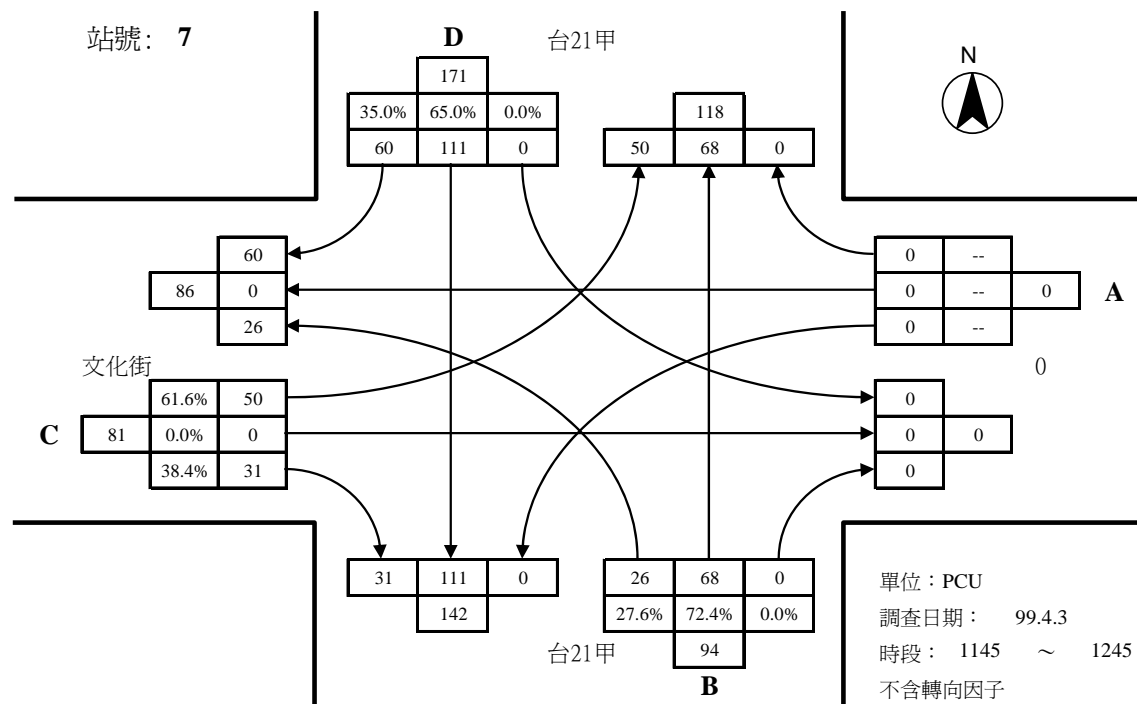 站號： 7
D
台21甲
N
171
35.0% 65.0% 0.0%
60 111 0
118
50 68 0
60
86 0
26
0 --
0 -- 0
0 --
A
文化街
0
61.6% 50
C
81 0.0% 0
38.4% 31
0
0 0
0
31 111 0
142
26 68 0
27.6% 72.4% 0.0%
94
台21甲
B
單位：PCU
調查日期： 99.4.3
時段： 1145 ～ 1245
不含轉向因子